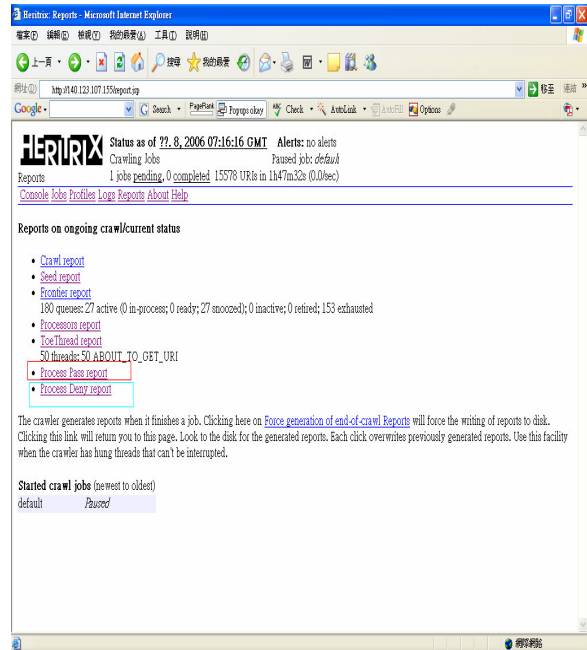 Heritrix: Reports - Microsoft Internet Explorer
檔案(F) 編輯(E) 檢視(V) 我的最愛(A) 工具(T) 說明(H)
上一頁 搜尋 我的最愛
網址(D) http://140.123.107.155/report.jsp 移至 連結 »
Google Search PageRank Popups okay Check AutoLink AutoFill Options
HERITRIX
Status as of ??. 8, 2006 07:16:16 GMT Alerts: no alerts
Crawling Jobs Paused job: default
Reports 1 jobs pending, 0 completed 15578 URIs in 1h47m32s (0.0/sec)
Console Jobs Profiles Logs Reports About Help
Reports on ongoing crawl/current status
• Crawl report
• Seed report
• Frontier report
180 queues: 27 active (0 in-process; 0 ready; 27 snoozed); 0 inactive; 0 retired; 153 exhausted
• Processors report
• ToeThread report
50 threads: 50 ABOUT_TO_GET_URI
• Process Pass report
• Process Deny report
The crawler generates reports when it finishes a job. Clicking here on Force generation of end-of-crawl Reports will force the writing of reports to disk.
Clicking this link will return you to this page. Look to the disk for the generated reports. Each click overwrites previously generated reports. Use this facility
when the crawler has hung threads that can't be interrupted.
Started crawl jobs (newest to oldest)
default Paused
網際網路